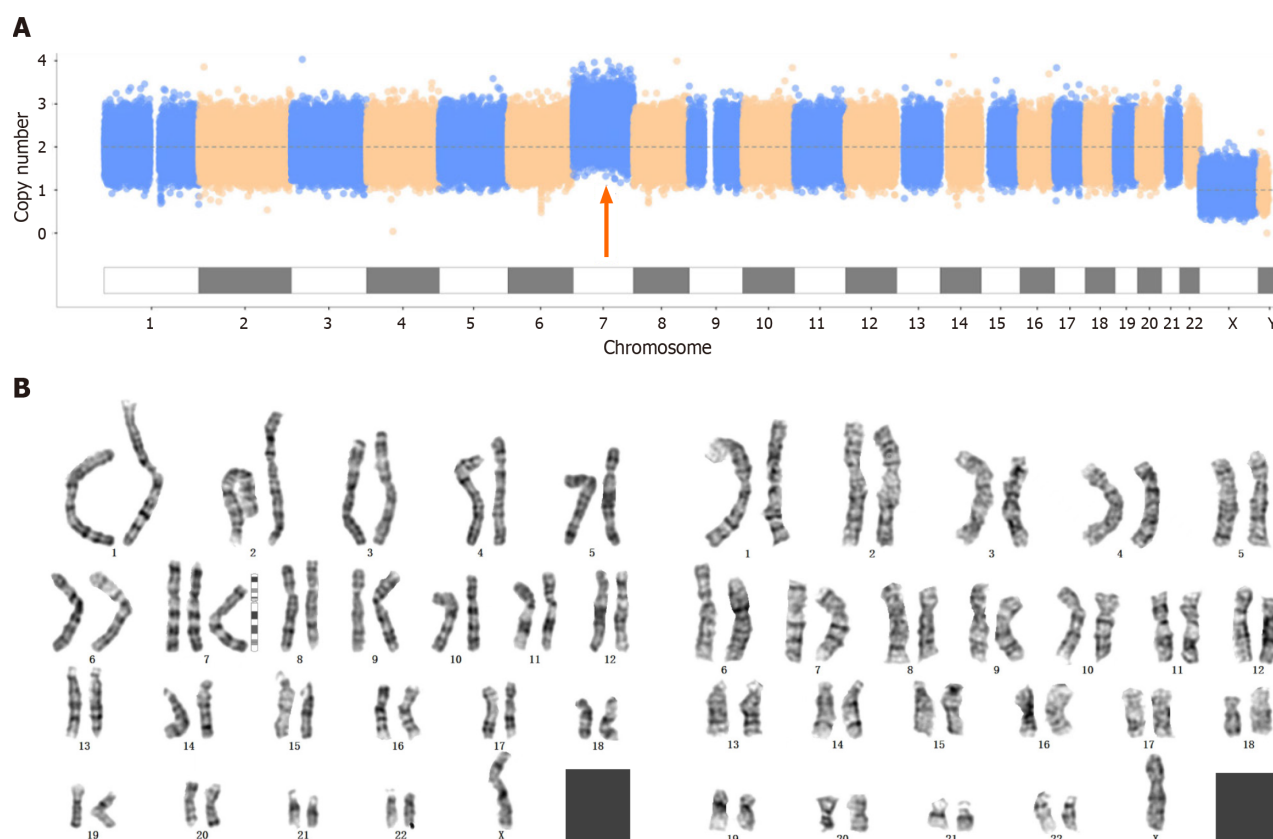 A
4
3
2
1
0
Copy number
1 2 3 4 5 6 7 8 9 10 11 12 13 14 15 16 17 18 19 20 21 22 X Y
Chromosome
B
1 2 3 4 5 1 2 3 4 5
6 7 8 9 10 11 12 6 7 8 9 10 11 12
13 14 15 16 17 18 13 14 15 16 17 18
19 20 21 22 X 19 20 21 22 X